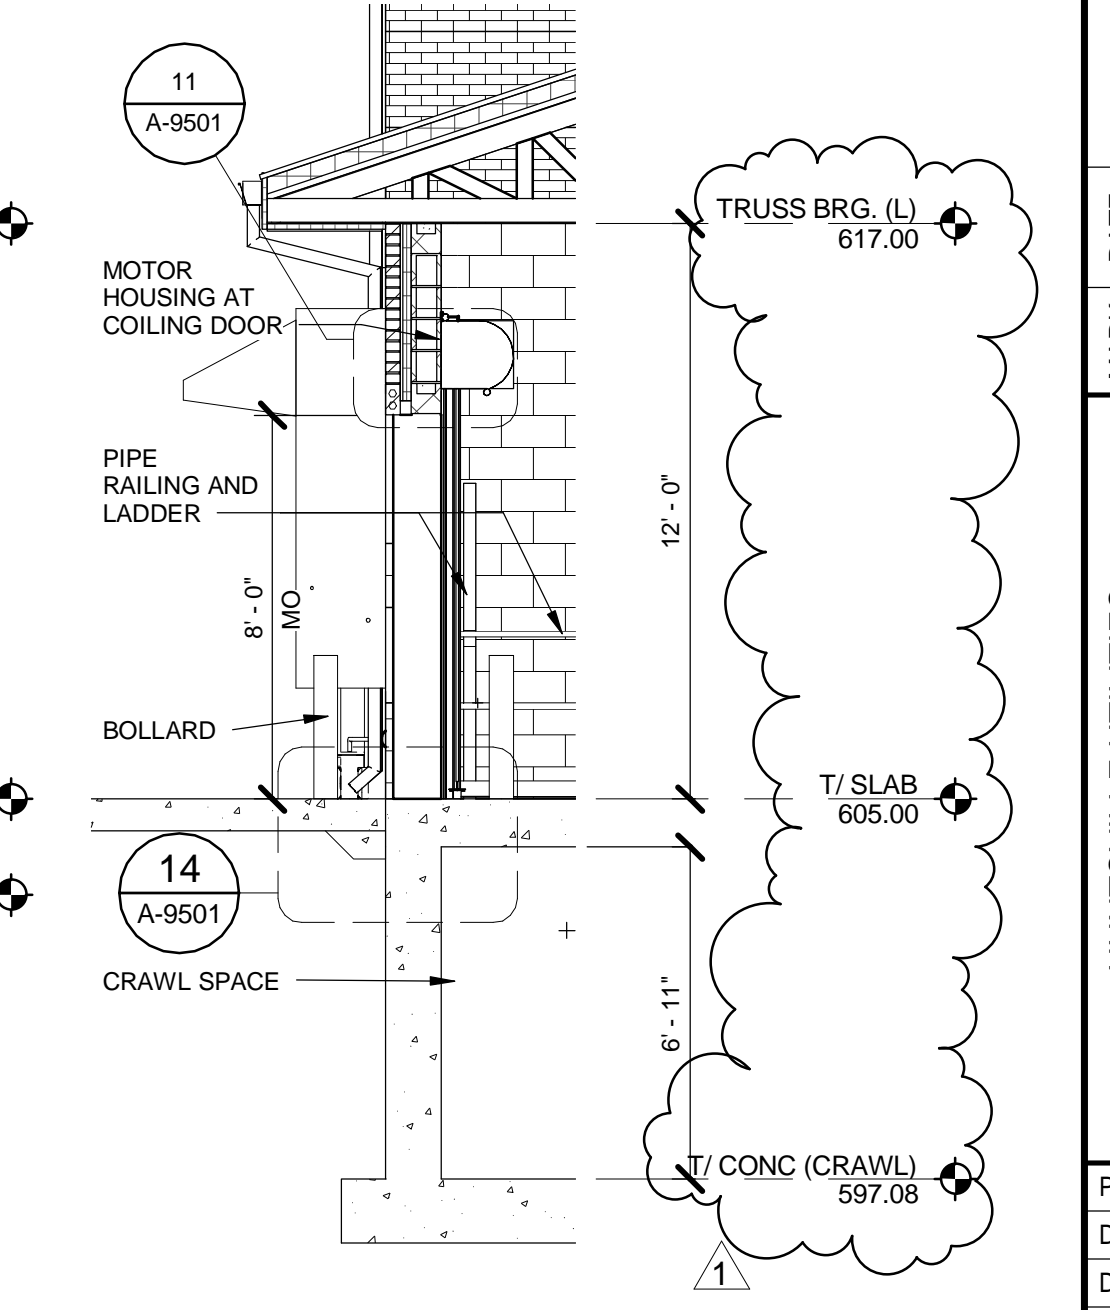 11
A-9501
TRUSS BRG. (L)
617.00
MOTOR
HOUSING AT
COILING DOOR
PIPE
RAILING AND
LADDER
12' - 0"
8' - 0"
MO
BOLLARD
T/ SLAB
605.00
14
A-9501
CRAWL SPACE
6' - 11"
T/ CONC (CRAWL)
597.08
1